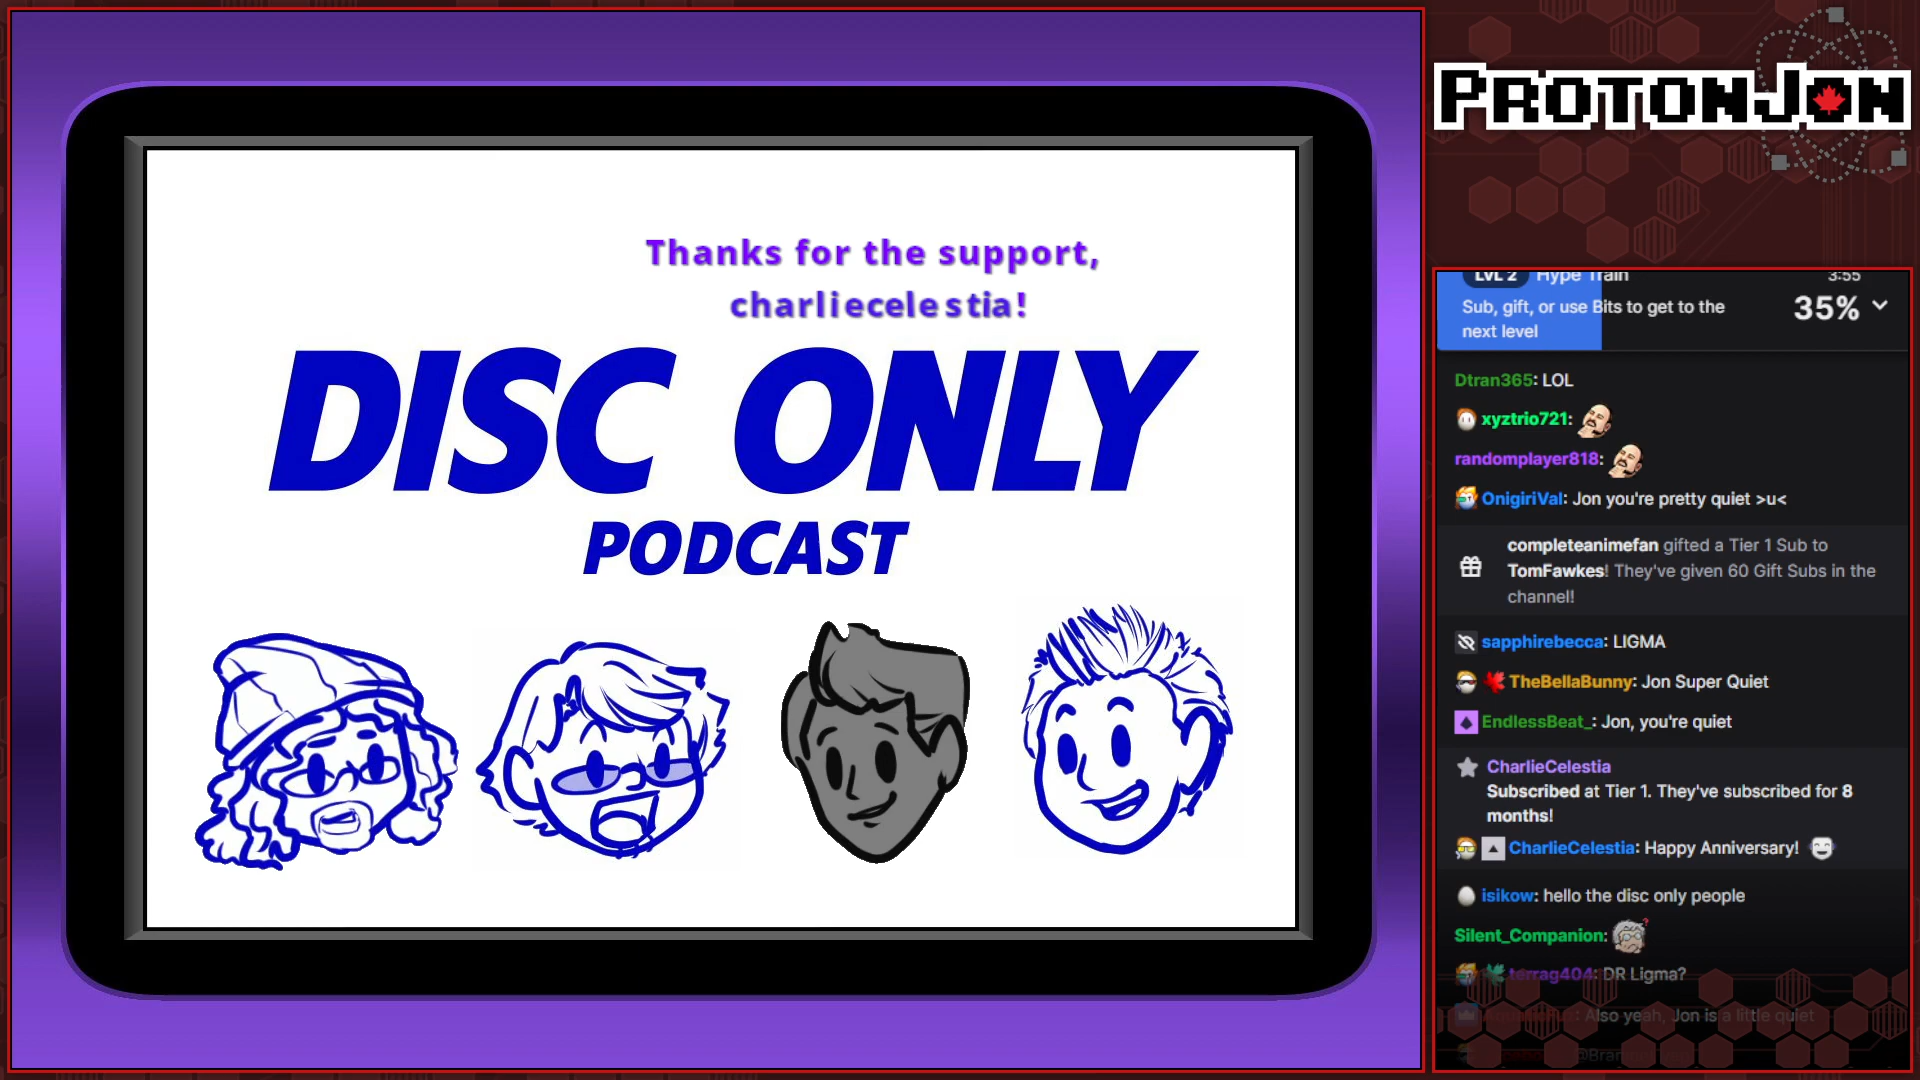 Thanks for the support,
charliecelestia!
DISC ONLY
PODCAST
PROTONJON
LVL 2 Hype Train 3:55
Sub, gift, or use Bits to get to the
next level
35%
Dtran365: LOL
xyztrio721:
randomplayer818:
OnigiriVal: Jon you're pretty quiet >u<
completeanimefan gifted a Tier 1 Sub to
TomFawkes! They've given 60 Gift Subs in the
channel!
sapphirebecca: LIGMA
TheBellaBunny: Jon Super Quiet
EndlessBeat_: Jon, you're quiet
CharlieCelestia
Subscribed at Tier 1. They've subscribed for 8
months!
CharlieCelestia: Happy Anniversary!
isikow: hello the disc only people
Silent_Companion:
terrag404: DR Ligma?
Also yeah, Jon is a little quiet